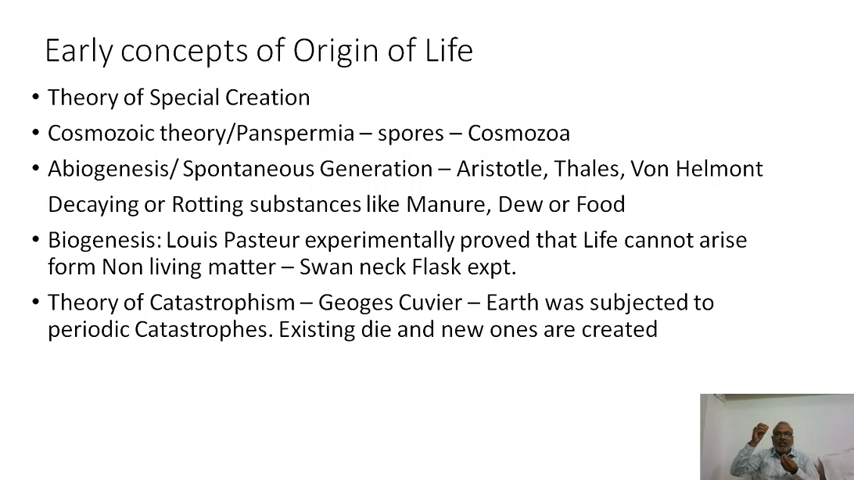 Early concepts of Origin of Life
• Theory of Special Creation
• Cosmozoic theory/Panspermia – spores – Cosmozoa
• Abiogenesis/ Spontaneous Generation – Aristotle, Thales, Von Helmont
Decaying or Rotting substances like Manure, Dew or Food
• Biogenesis: Louis Pasteur experimentally proved that Life cannot arise
form Non living matter – Swan neck Flask expt.
• Theory of Catastrophism – Geoges Cuvier – Earth was subjected to
periodic Catastrophes. Existing die and new ones are created